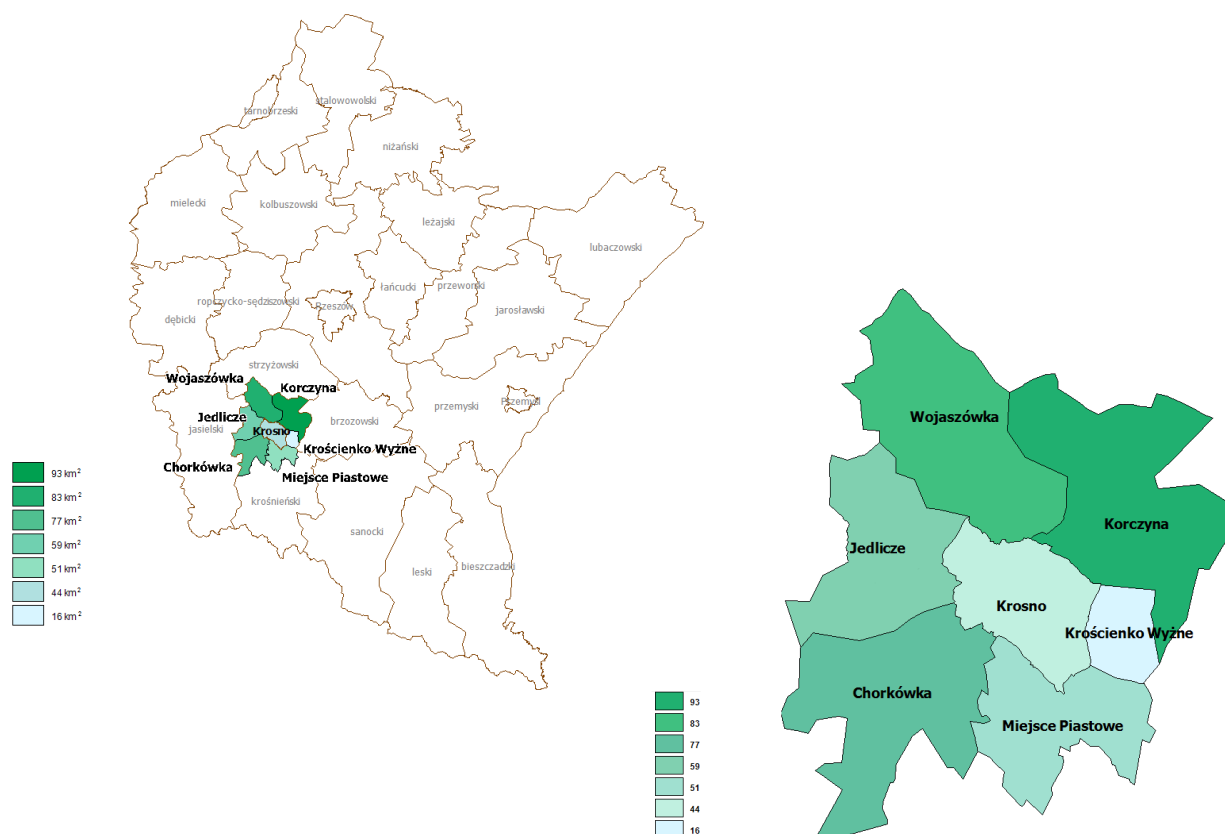 stalowowolski
tarnobrzeski
niżański
mielecki
kolbuszowski
leżajski
lubaczowski
łańcucki
przeworski
ropczycko-sędziszowski
Rzeszów
jarosławski
dębicki
strzyżowski
Wojaszówka
Korczyna
przemyski
Przemyśl
Jedlicze
brzozowski
jasielski
Krosno
Krościenko Wyżne
Chorkówka
Miejsce Piastowe
krośnieński
sanocki
leski
bieszczadzki
93 km²
83 km²
77 km²
59 km²
51 km²
44 km²
16 km²
Wojaszówka
Korczyna
Jedlicze
Krosno
Krościenko Wyżne
Chorkówka
Miejsce Piastowe
93
83
77
59
51
44
16